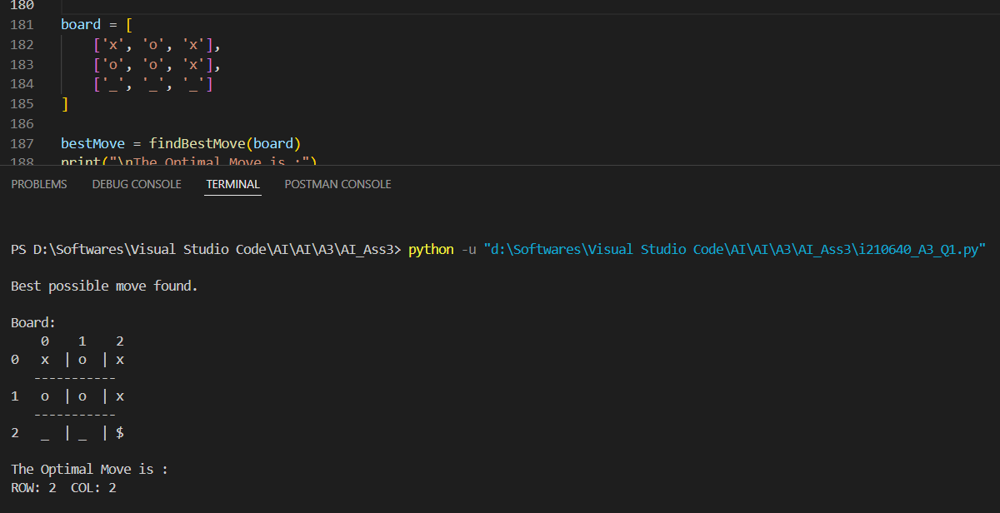 180
181 board = [
182 ['x', 'o', 'x'],
183 ['o', 'o', 'x'],
184 ['_', '_', '_']
185 ]
186
187 bestMove = findBestMove(board)
188 print("\nThe Optimal Move is :")
PROBLEMS DEBUG CONSOLE TERMINAL POSTMAN CONSOLE
PS D:\Softwares\Visual Studio Code\AI\AI\A3\AI_Ass3> python -u "d:\Softwares\Visual Studio Code\AI\AI\A3\AI_Ass3\i210640_A3_Q1.py"
Best possible move found.
Board:
0 1 2
0 x | o | x
-----------
1 o | o | x
-----------
2 _ | _ | $
The Optimal Move is :
ROW: 2 COL: 2